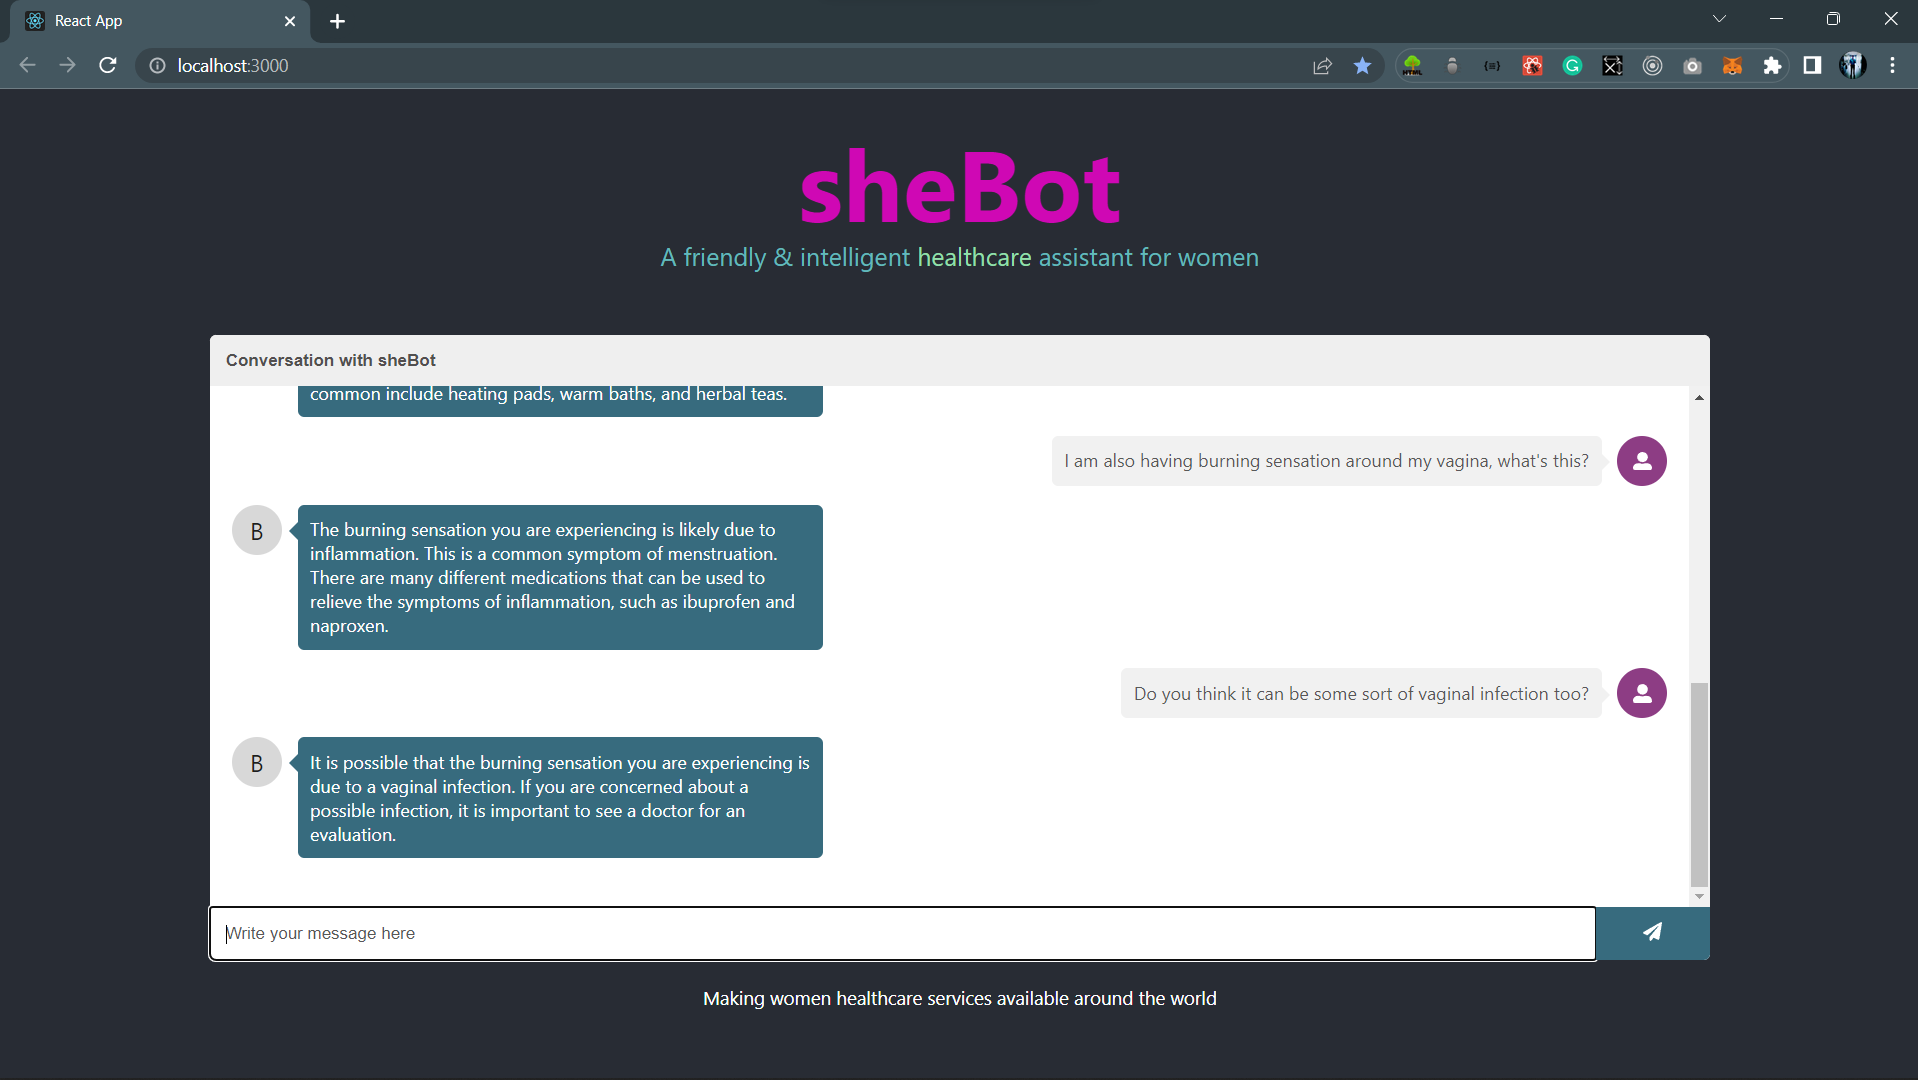 React App
localhost:3000
HTML
sheBot
A friendly & intelligent healthcare assistant for women
Conversation with sheBot
common include heating pads, warm baths, and herbal teas.
I am also having burning sensation around my vagina, what's this?
B
The burning sensation you are experiencing is likely due to
inflammation. This is a common symptom of menstruation.
There are many different medications that can be used to
relieve the symptoms of inflammation, such as ibuprofen and
naproxen.
Do you think it can be some sort of vaginal infection too?
B
It is possible that the burning sensation you are experiencing is
due to a vaginal infection. If you are concerned about a
possible infection, it is important to see a doctor for an
evaluation.
Write your message here
Making women healthcare services available around the world